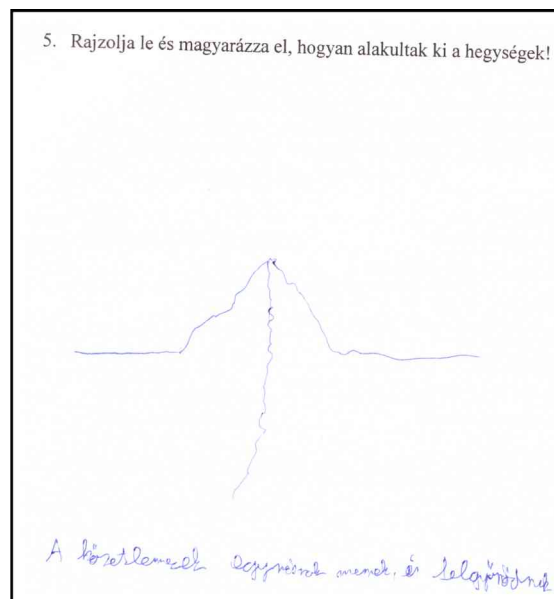 5. Rajzolja le és magyarázza el, hogyan alakultak ki a hegységek!
A kőzetlemezek egymásnak mennek, és felgyűrődnek